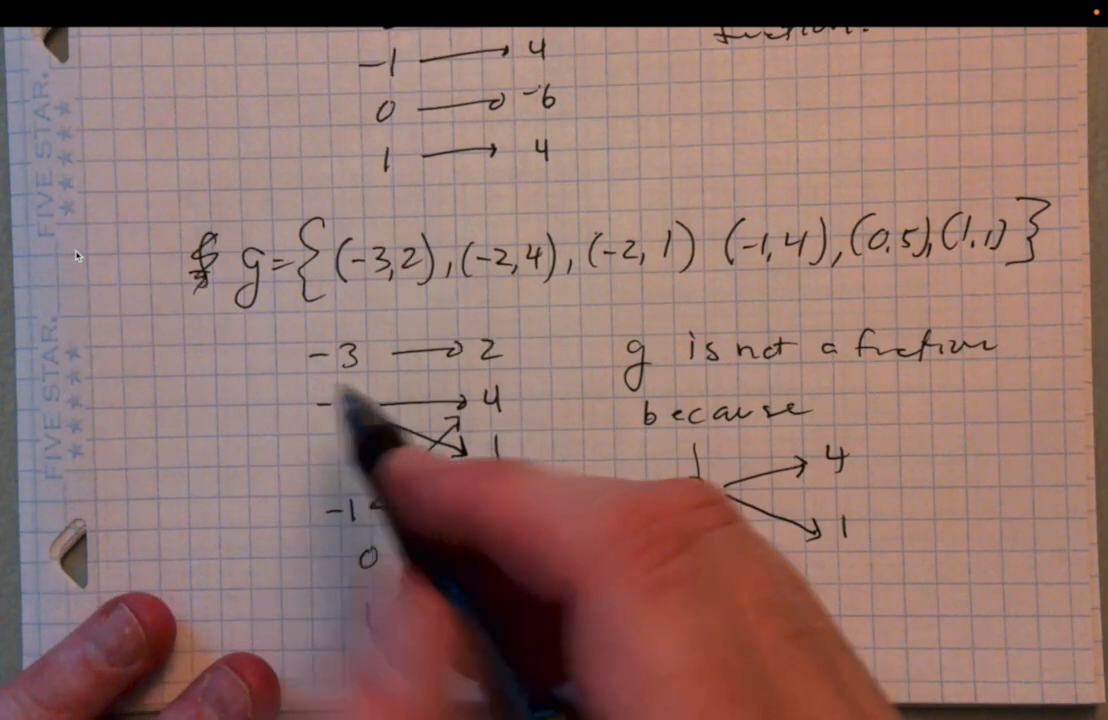 -1 → 4
0 → -6
1 → 4
g = {(-3,2), (-2,4), (-2,1) (-1,4), (0,5), (1,1)}
-3 → 2
g is not a function
→ 4
because
1
→ 4
-1
→ 1
0
FIVE STAR.
FIVE STAR.